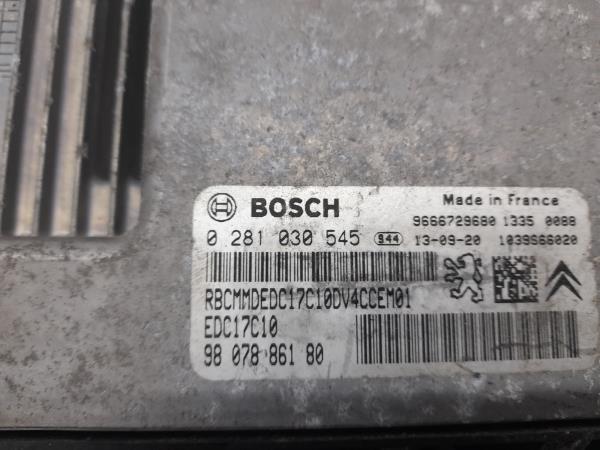 BOSCH
Made in France
9666729680 1335 0088
0 281 030 545 944 13-09-20 1039S66020
RBCMMDEDC17C10DV4CCEM01
EDC17C10
98 078 861 80